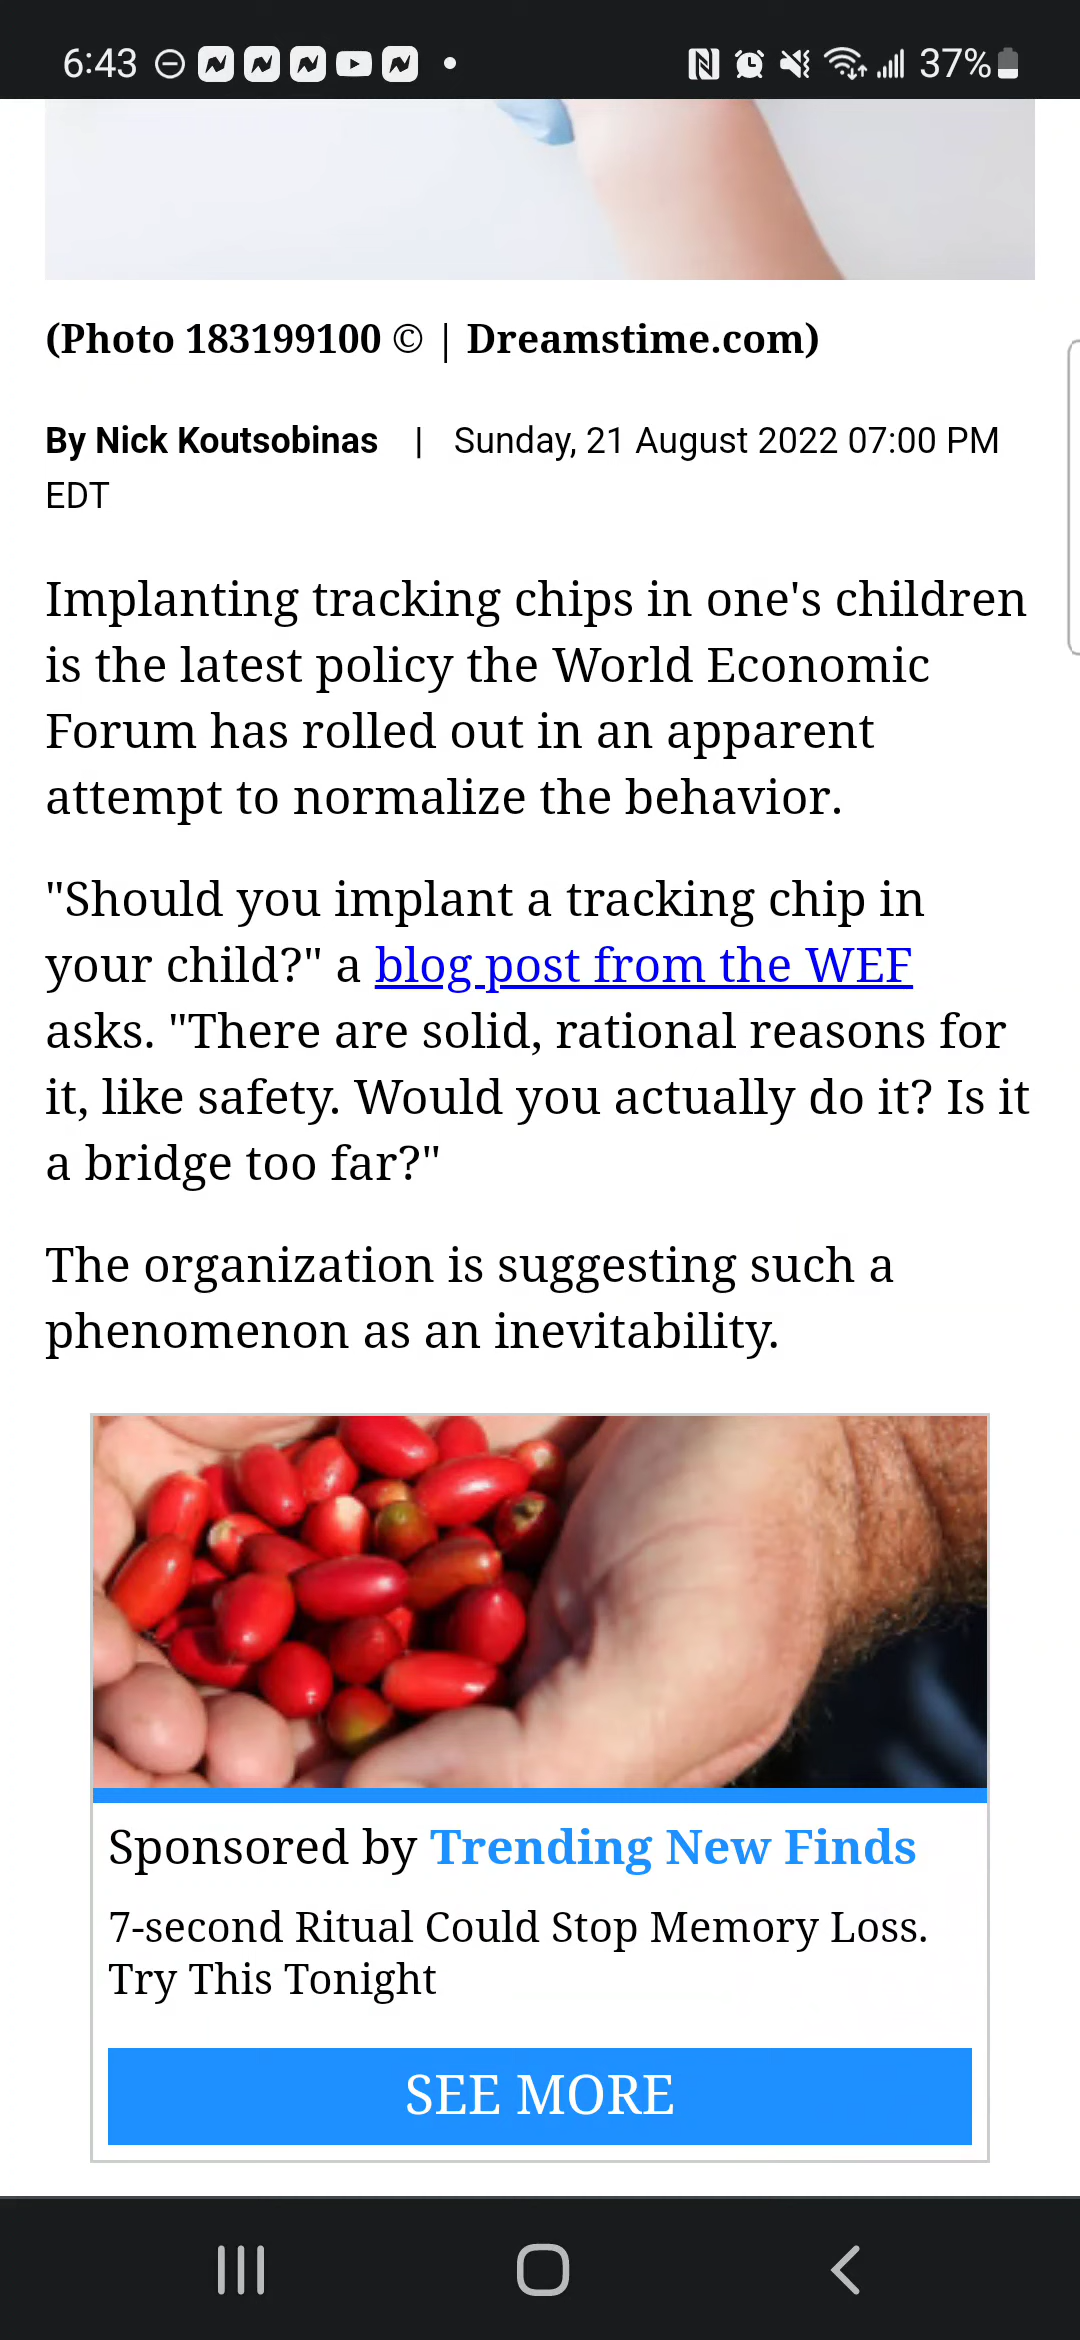 6:43 37%
(Photo 183199100 © | Dreamstime.com)
By Nick Koutsobinas | Sunday, 21 August 2022 07:00 PM
EDT
Implanting tracking chips in one's children
is the latest policy the World Economic
Forum has rolled out in an apparent
attempt to normalize the behavior.
"Should you implant a tracking chip in
your child?" a blog post from the WEF
asks. "There are solid, rational reasons for
it, like safety. Would you actually do it? Is it
a bridge too far?"
The organization is suggesting such a
phenomenon as an inevitability.
Sponsored by Trending New Finds
7-second Ritual Could Stop Memory Loss.
Try This Tonight
SEE MORE